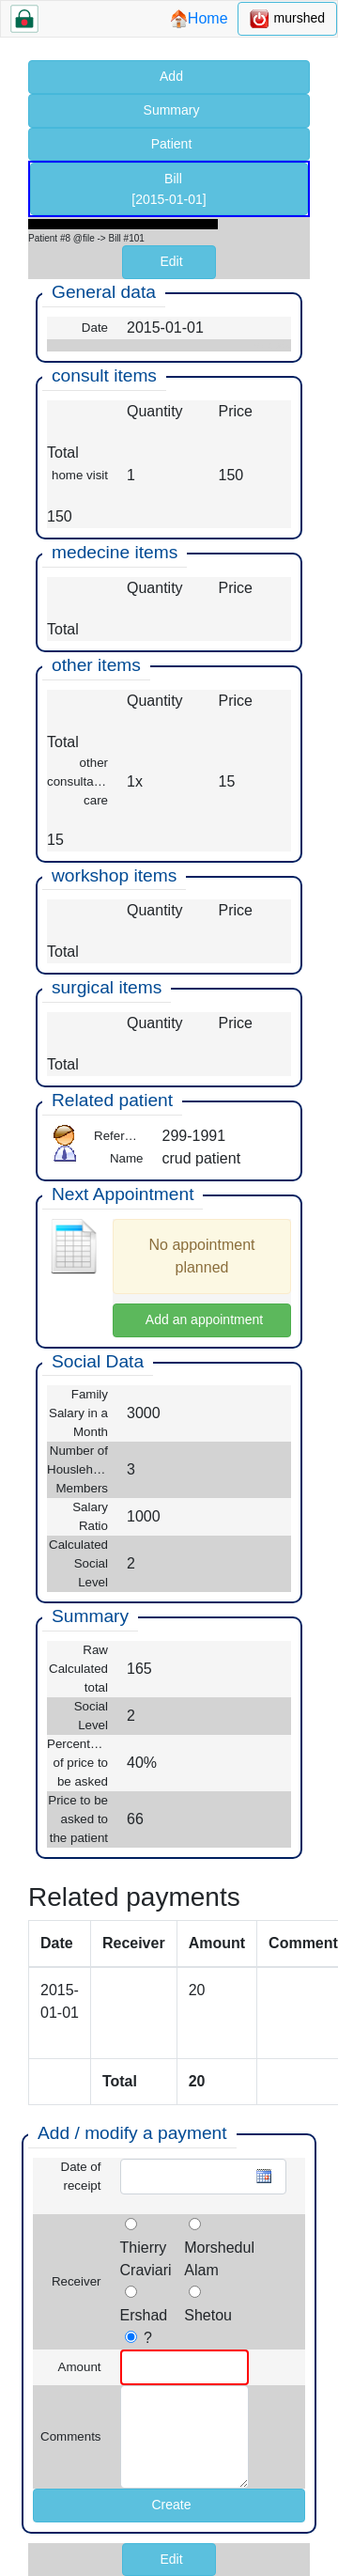 Home murshed
Add
Summary
Patient
Bill
[2015-01-01]
Patient #8 @file -> Bill #101
Edit
General data
Date 2015-01-01
consult items
Quantity Price
Total
home visit 1 150
150
medecine items
Quantity Price
Total
other items
Quantity Price
Total
other
consulta... 1x 15
care
15
workshop items
Quantity Price
Total
surgical items
Quantity Price
Total
Related patient
Refer... 299-1991
Name crud patient
Next Appointment
No appointment
planned
Add an appointment
Social Data
Family
Salary in a 3000
Month
Number of
Housleh... 3
Members
Salary
Ratio 1000
Calculated
Social 2
Level
Summary
Raw
Calculated 165
total
Social
Level 2
Percent...
of price to 40%
be asked
Price to be
asked to 66
the patient
Related payments
Date Receiver Amount Comment
2015- 20
01-01
Total 20
Add / modify a payment
Date of
receipt
Receiver
Thierry Morshedul
Craviari Alam
Ershad Shetou
?
Amount
Comments
Create
Edit